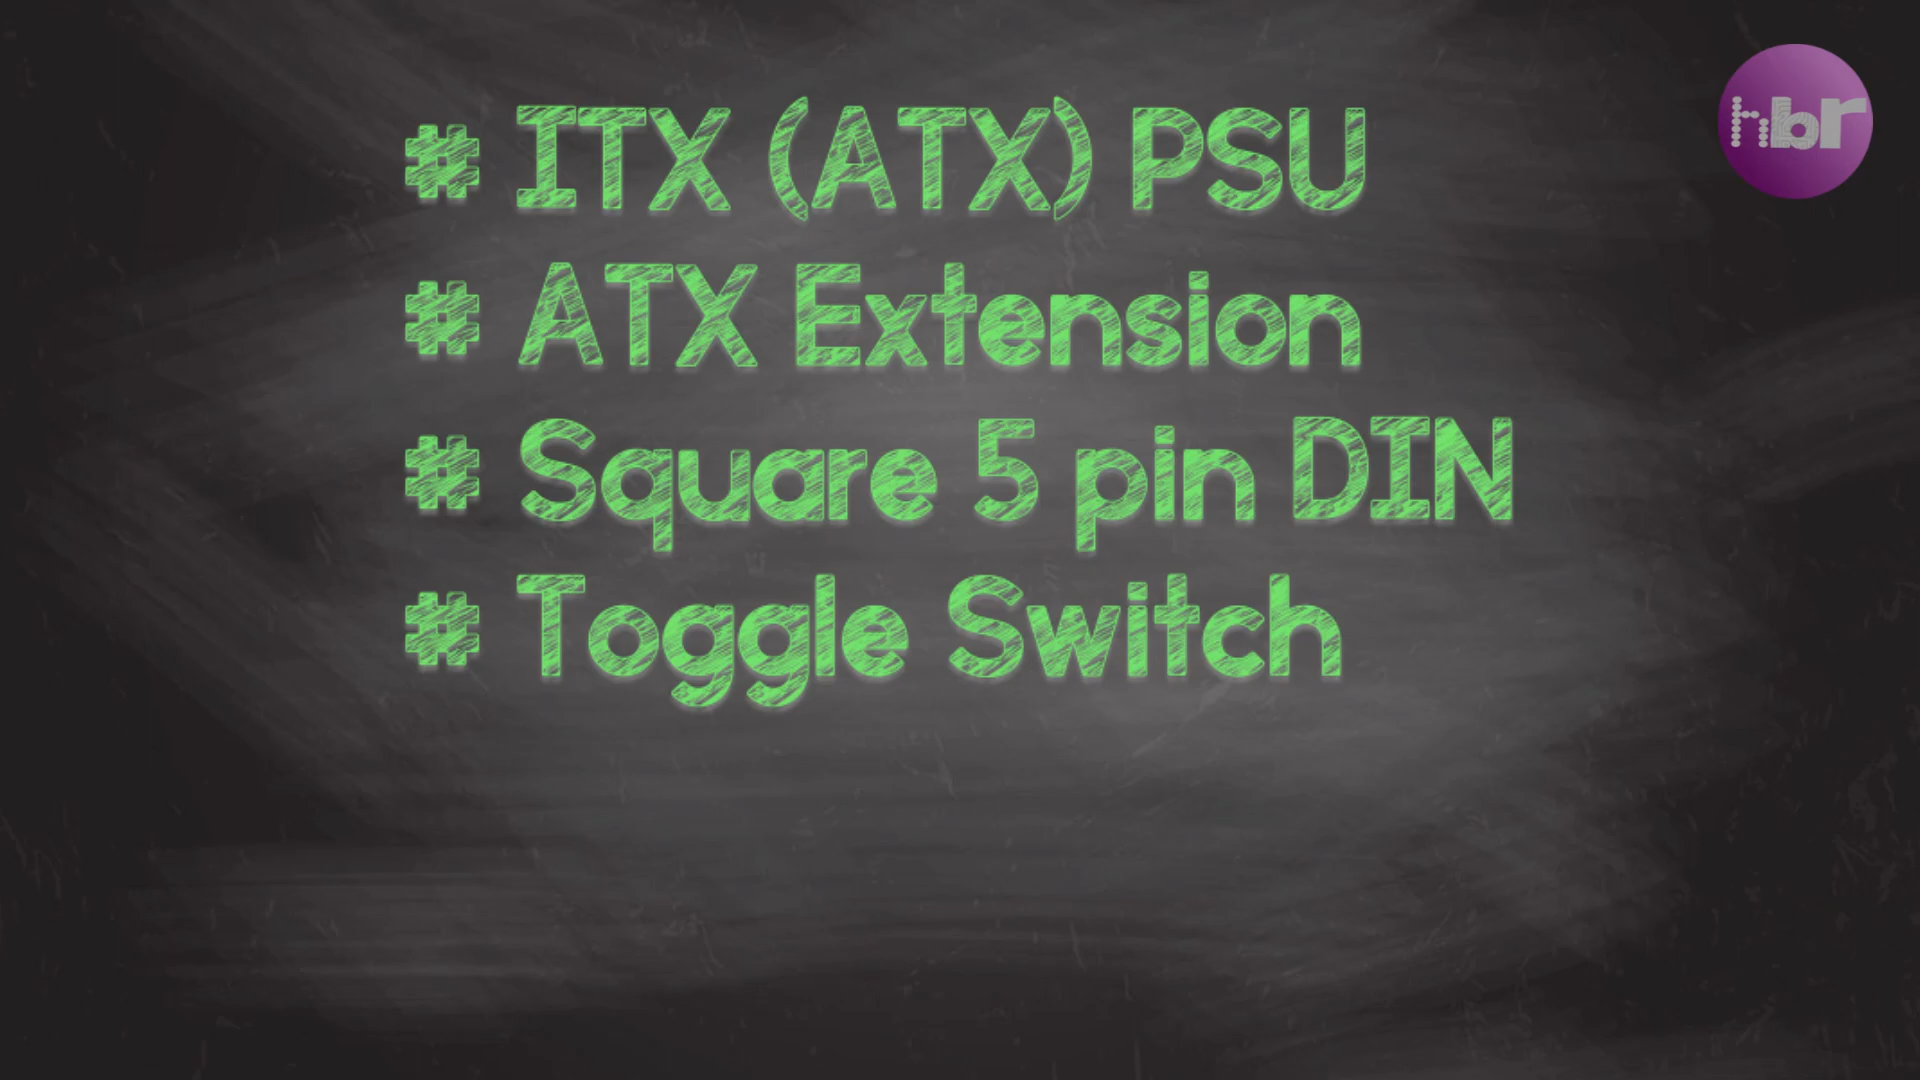 # ITX (ATX) PSU
hbr
# ATX Extension
# Square 5 pin DIN
# Toggle Switch